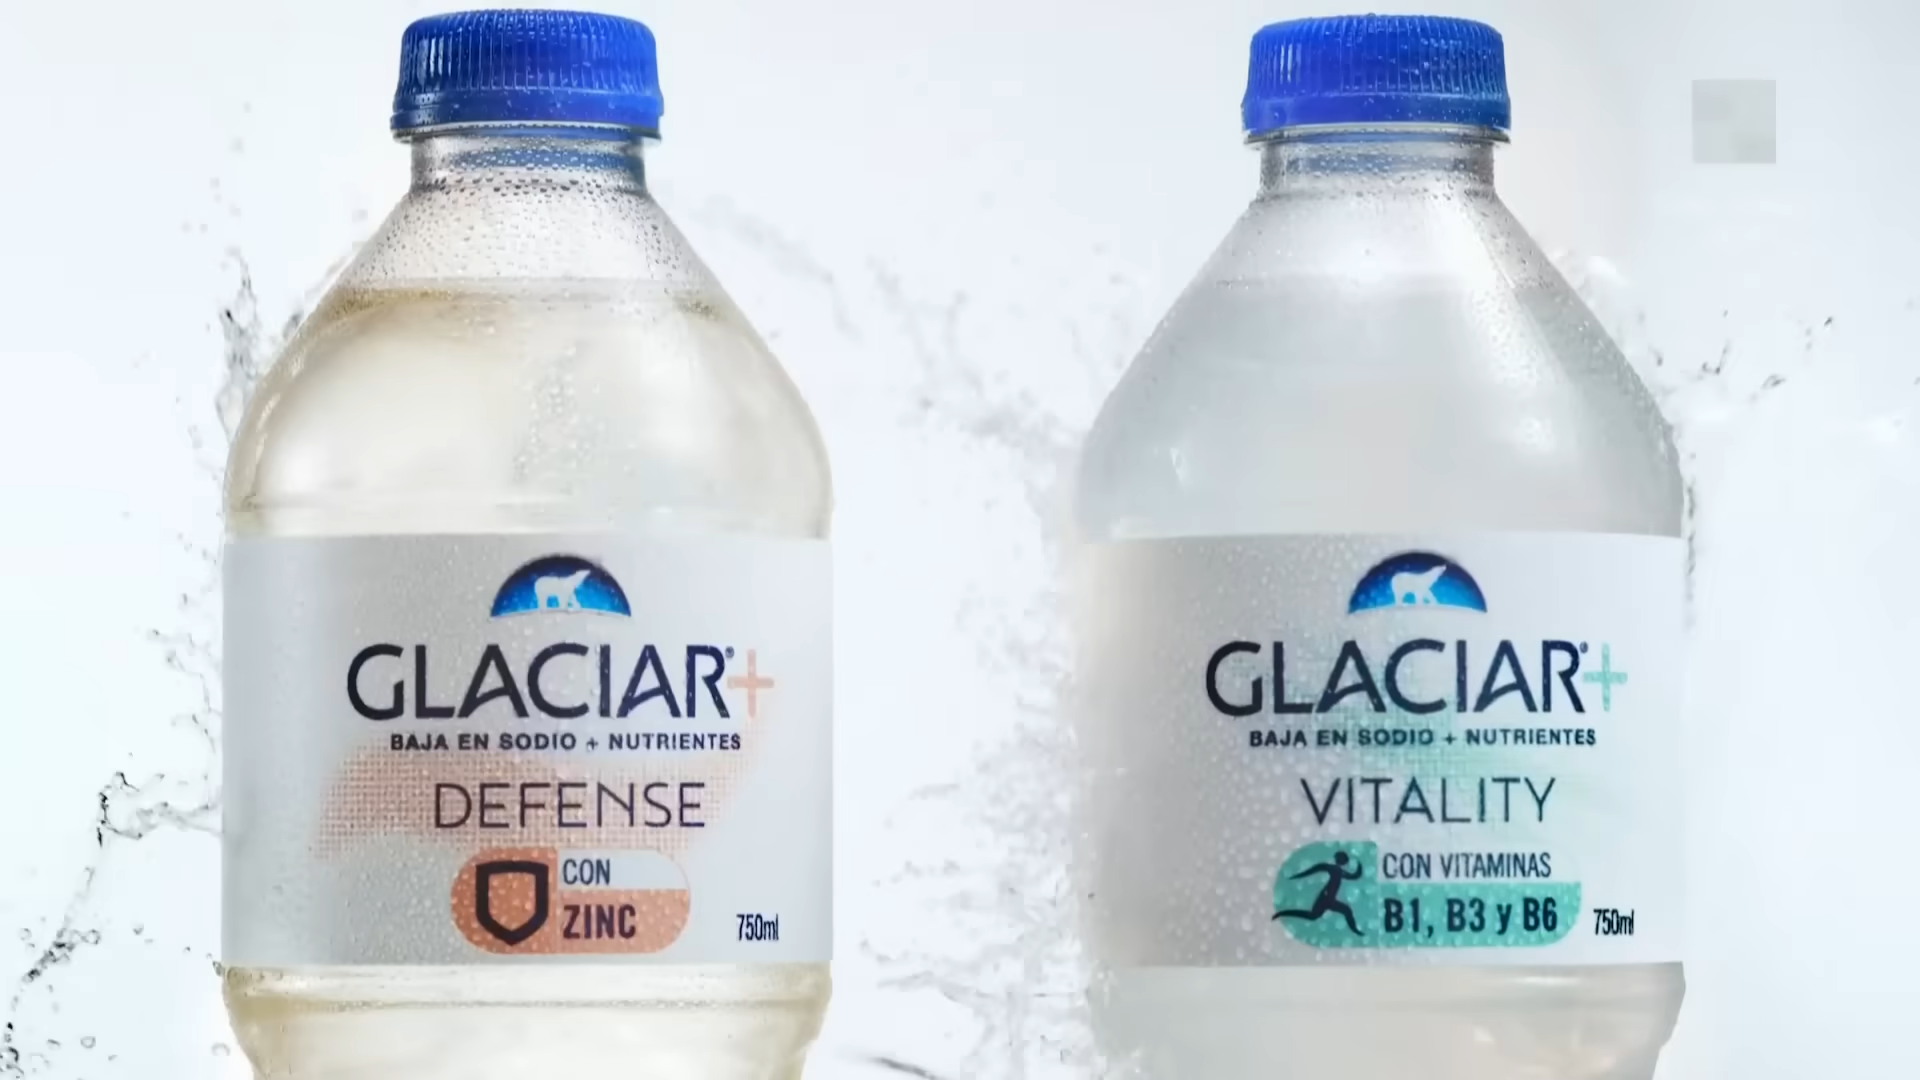 GLACIAR®+
BAJA EN SODIO + NUTRIENTES
DEFENSE
CON
ZINC
750ml
GLACIAR®+
BAJA EN SODIO + NUTRIENTES
VITALITY
CON VITAMINAS
B1, B3 y B6
750ml